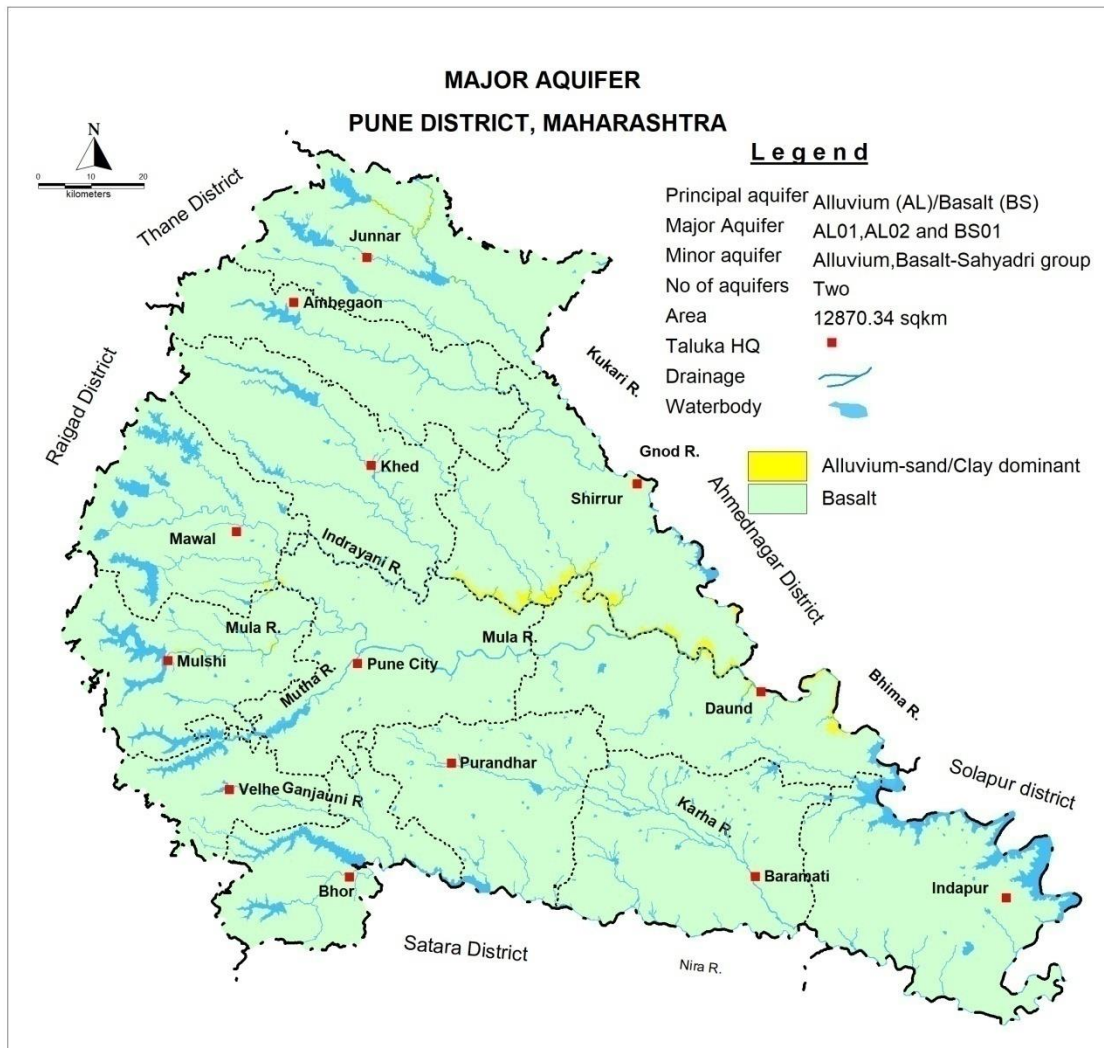 MAJOR AQUIFER
PUNE DISTRICT, MAHARASHTRA
N
0 10 20
kilometers
Legend
Principal aquifer Alluvium (AL)/Basalt (BS)
Major Aquifer AL01,AL02 and BS01
Minor aquifer Alluvium,Basalt-Sahyadri group
No of aquifers Two
Area 12870.34 sqkm
Taluka HQ
Drainage
Waterbody
Alluvium-sand/Clay dominant
Basalt
Thane District
Junnar
Ambegaon
Kukari R.
Raigad District
Khed
Gnod R.
Shirrur
Ahmednagar District
Mawal
Indrayani R.
Mula R.
Mula R.
Mulshi
Pune City
Mutha R.
Daund
Bhima R.
Purandhar
Solapur district
Velhe
Ganjauni R
Karha R.
Bhor
Baramati
Indapur
Satara District
Nira R.